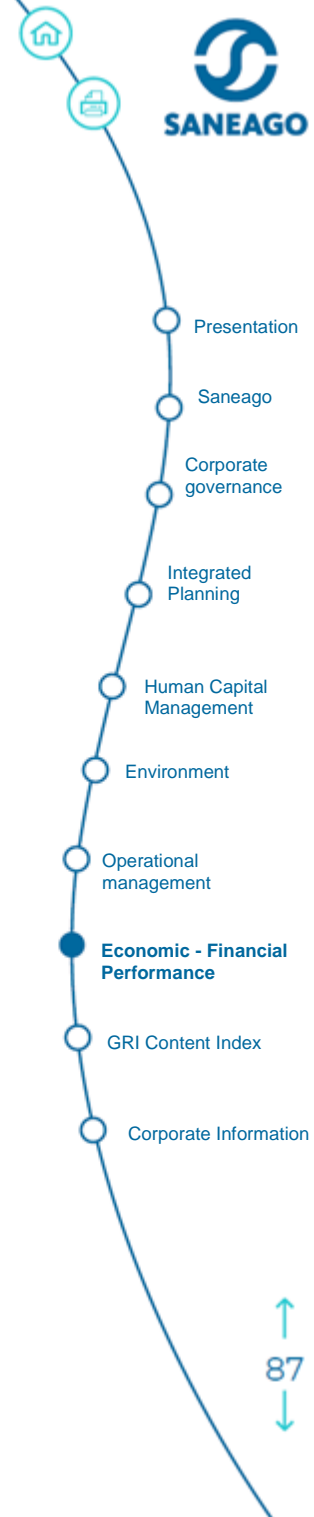 SANEAGO
Presentation
Saneago
Corporate
governance
Integrated
Planning
Human Capital
Management
Environment
Operational
management
Economic - Financial
Performance
GRI Content Index
Corporate Information
87